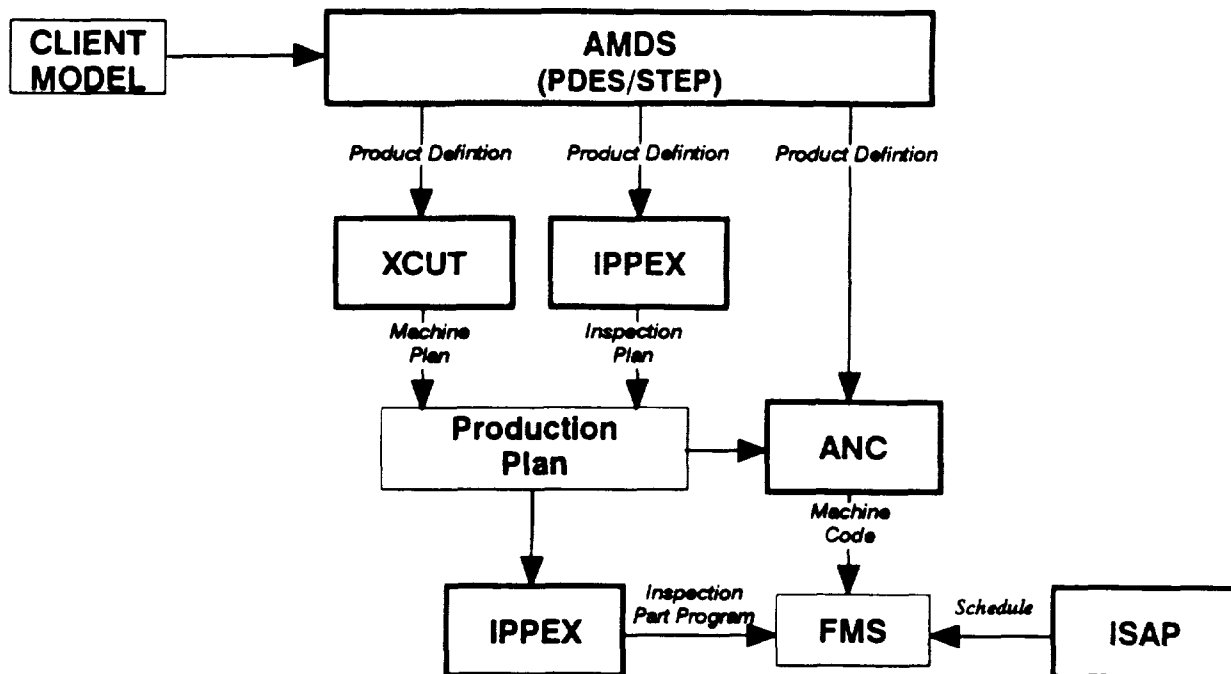 CLIENT
MODEL
AMDS
(PDES/STEP)
Product Defintion
Product Defintion
Product Defintion
XCUT
IPPEX
Machine
Plan
Inspection
Plan
Production
Plan
ANC
Machine
Code
IPPEX
Inspection
Part Program
FMS
Schedule
ISAP